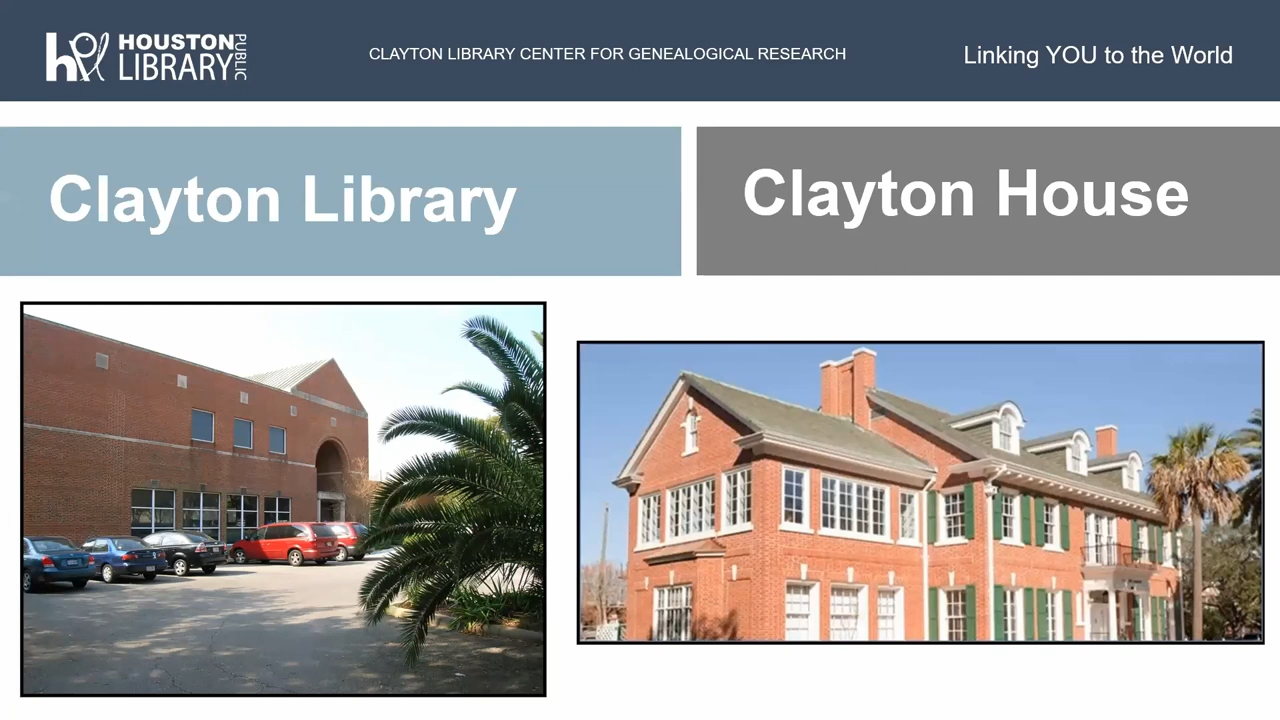 HOUSTON
LIBRARY
PUBLIC
CLAYTON LIBRARY CENTER FOR GENEALOGICAL RESEARCH
Linking YOU to the World
Clayton Library
Clayton House